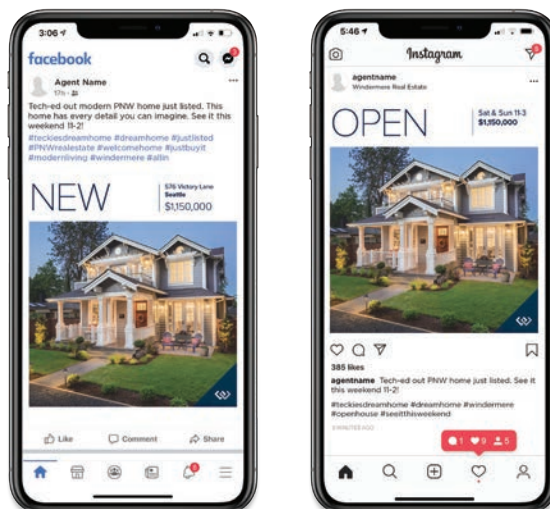 3:06
facebook
3
Agent Name
17h
Tech-ed out modern PNW home just listed. This
home has every detail you can imagine. See it this
weekend 11-2!
#teckiesdreamhome #dreamhome #justlisted
#PNWrealestate #welcomehome #justbuyit
#modernliving #windermere #allin
NEW
576 Victory Lane
Seattle
$1,150,000
Like
Comment
Share
5:46
Instagram
agentname
Windermere Real Estate
OPEN
Sat & Sun 11-3
$1,150,000
385 likes
agentname Tech-ed out PNW home just listed. See it
this weekend 11-2!
#teckiesdreamhome #dreamhome #windermere
#openhouse #seeitthisweekend
1 9 5